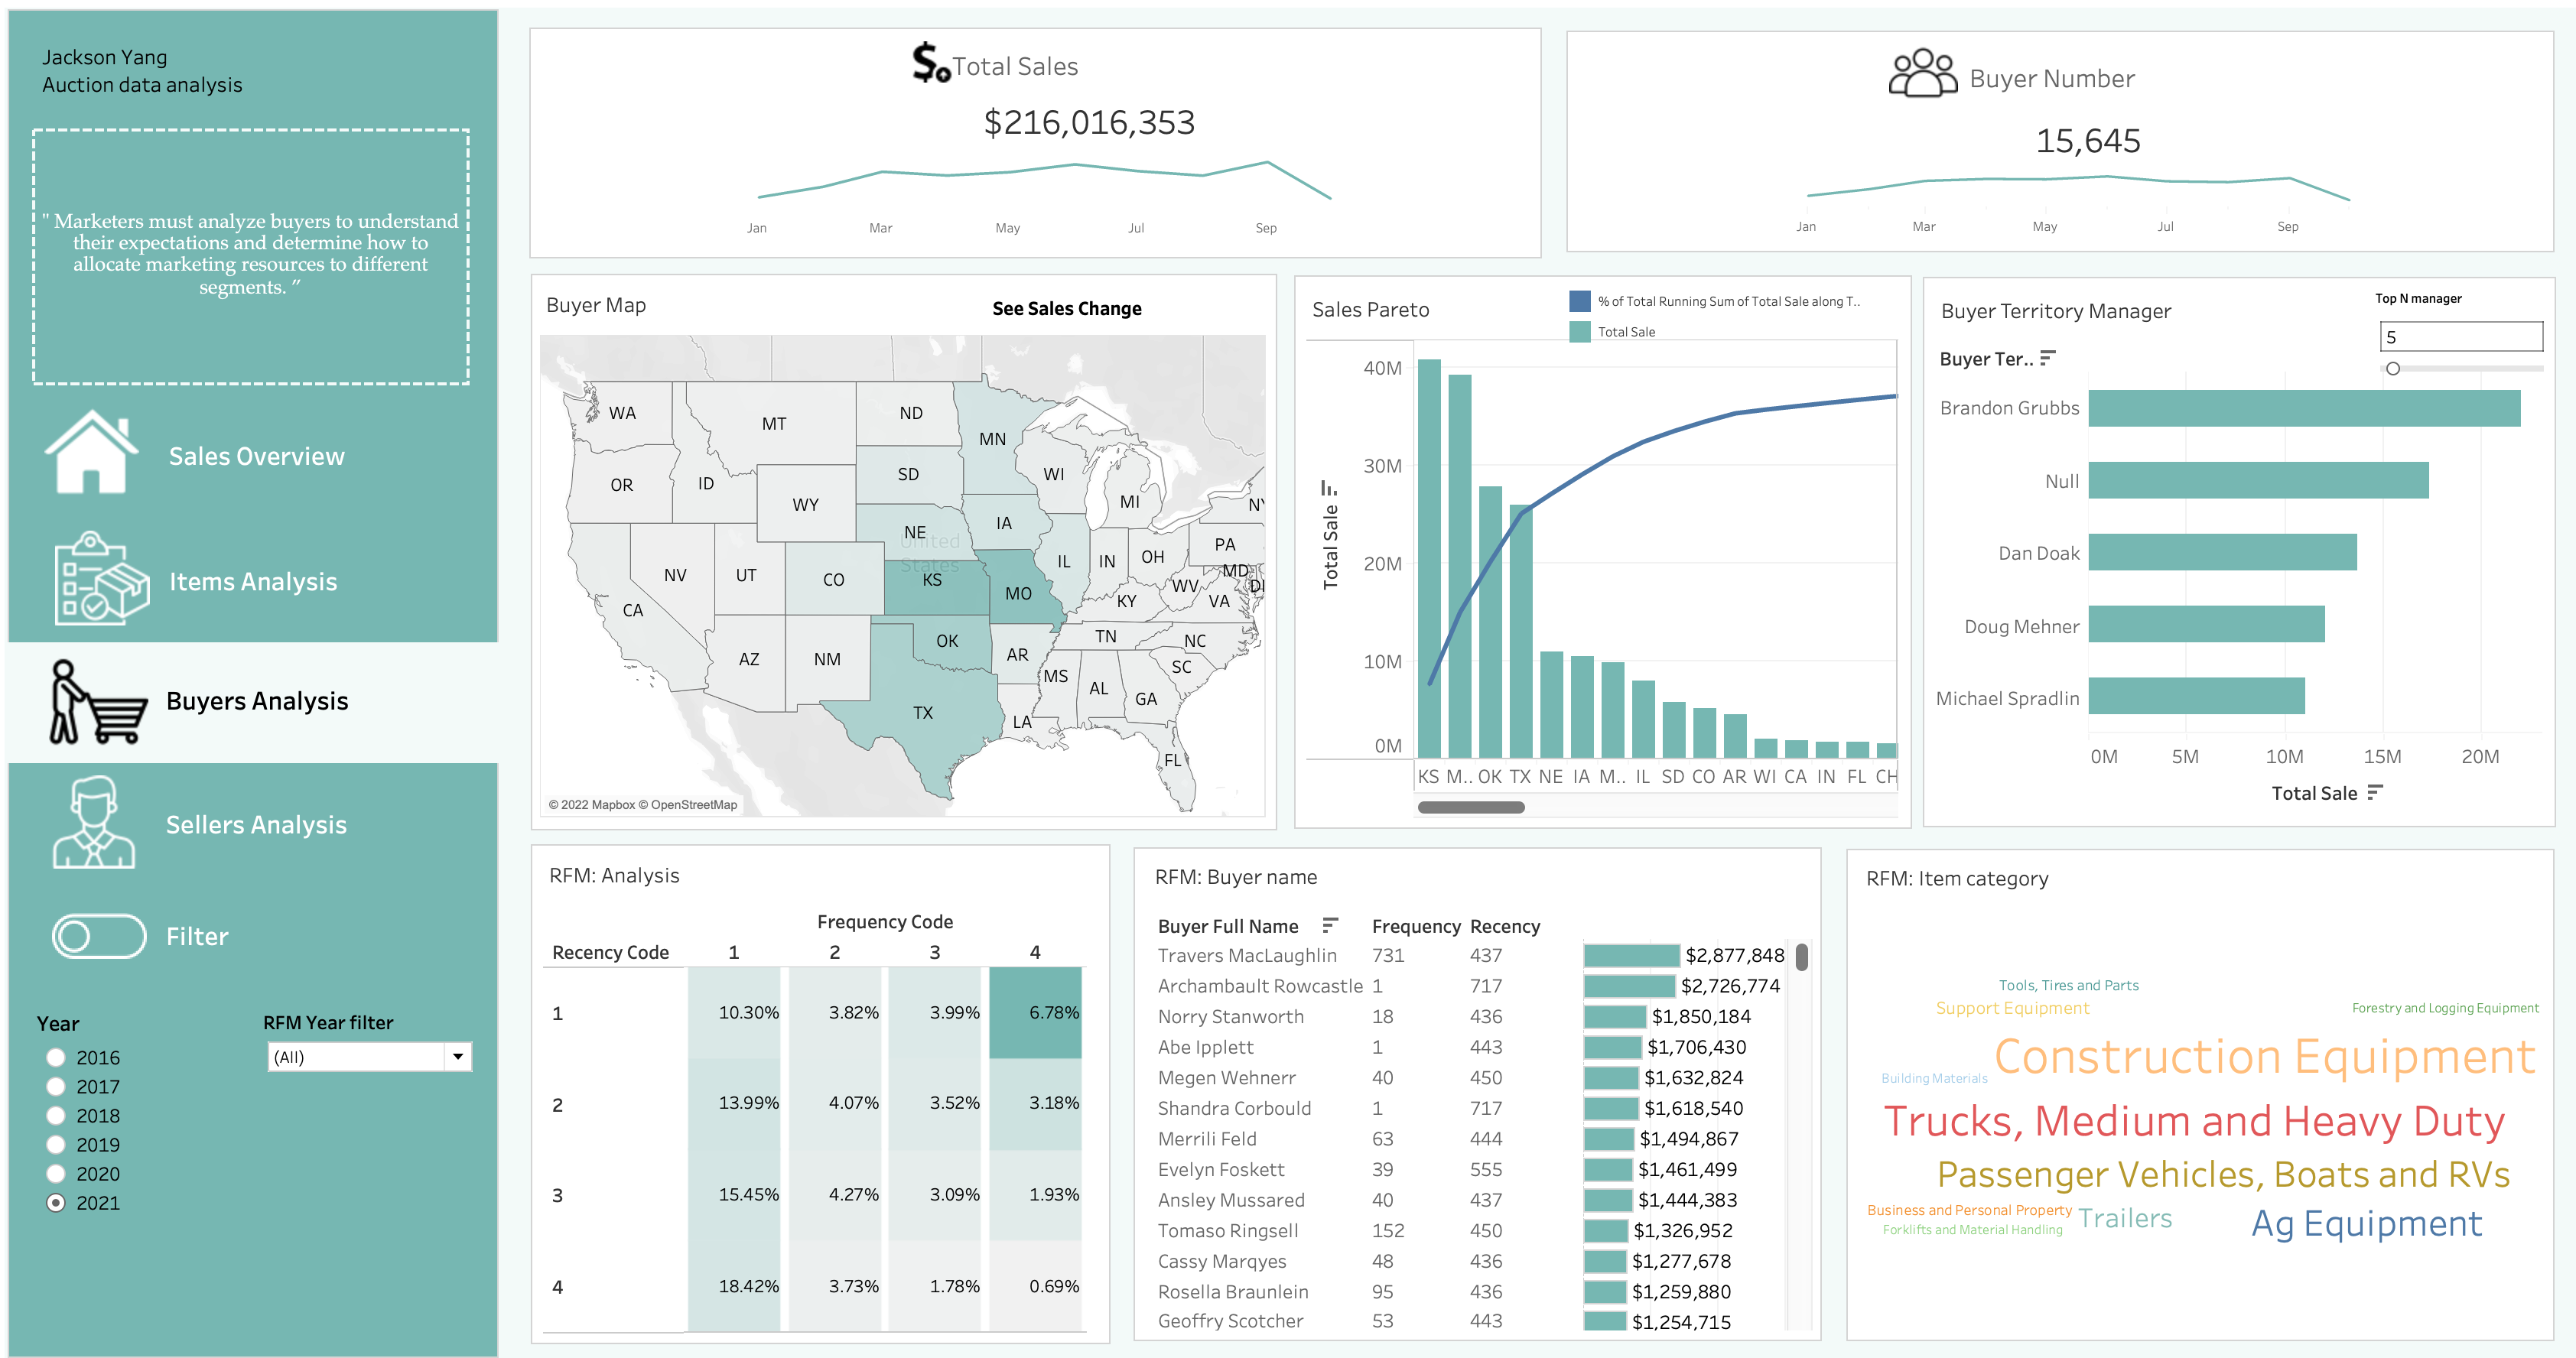 Jackson Yang
Auction data analysis
" Marketers must analyze buyers to understand
their expectations and determine how to
allocate marketing resources to different
segments. ”
Sales Overview
Items Analysis
Buyers Analysis
Sellers Analysis
Filter
Year
2016
2017
2018
2019
2020
2021
RFM Year filter
(All)
Total Sales
$216,016,353
Jan Mar May Jul Sep
Buyer Number
15,645
Jan Mar May Jul Sep
Buyer Map
See Sales Change
WA MT ND MN
OR ID WY SD WI MI NY
NE IA IL IN OH PA
United
States
NV UT CO KS MO WV MD DE
CA KY VA
AZ NM OK AR TN NC
MS AL GA SC
TX LA
FL
© 2022 Mapbox © OpenStreetMap
Sales Pareto
% of Total Running Sum of Total Sale along T..
Total Sale
Total Sale
40M
30M
20M
10M
0M
KS M.. OK TX NE IA M.. IL SD CO AR WI CA IN FL CH
Buyer Territory Manager
Top N manager
5
Buyer Ter..
Brandon Grubbs
Null
Dan Doak
Doug Mehner
Michael Spradlin
0M 5M 10M 15M 20M
Total Sale
RFM: Analysis
Frequency Code
Recency Code 1 2 3 4
1 10.30% 3.82% 3.99% 6.78%
2 13.99% 4.07% 3.52% 3.18%
3 15.45% 4.27% 3.09% 1.93%
4 18.42% 3.73% 1.78% 0.69%
RFM: Buyer name
Buyer Full Name Frequency Recency
Travers MacLaughlin 731 437 $2,877,848
Archambault Rowcastle 1 717 $2,726,774
Norry Stanworth 18 436 $1,850,184
Abe Ipplett 1 443 $1,706,430
Megen Wehnerr 40 450 $1,632,824
Shandra Corbould 1 717 $1,618,540
Merrili Feld 63 444 $1,494,867
Evelyn Foskett 39 555 $1,461,499
Ansley Mussared 40 437 $1,444,383
Tomaso Ringsell 152 450 $1,326,952
Cassy Marqyes 48 436 $1,277,678
Rosella Braunlein 95 436 $1,259,880
Geoffry Scotcher 53 443 $1,254,715
RFM: Item category
Tools, Tires and Parts
Support Equipment
Forestry and Logging Equipment
Construction Equipment
Building Materials
Trucks, Medium and Heavy Duty
Passenger Vehicles, Boats and RVs
Business and Personal Property
Trailers
Ag Equipment
Forklifts and Material Handling